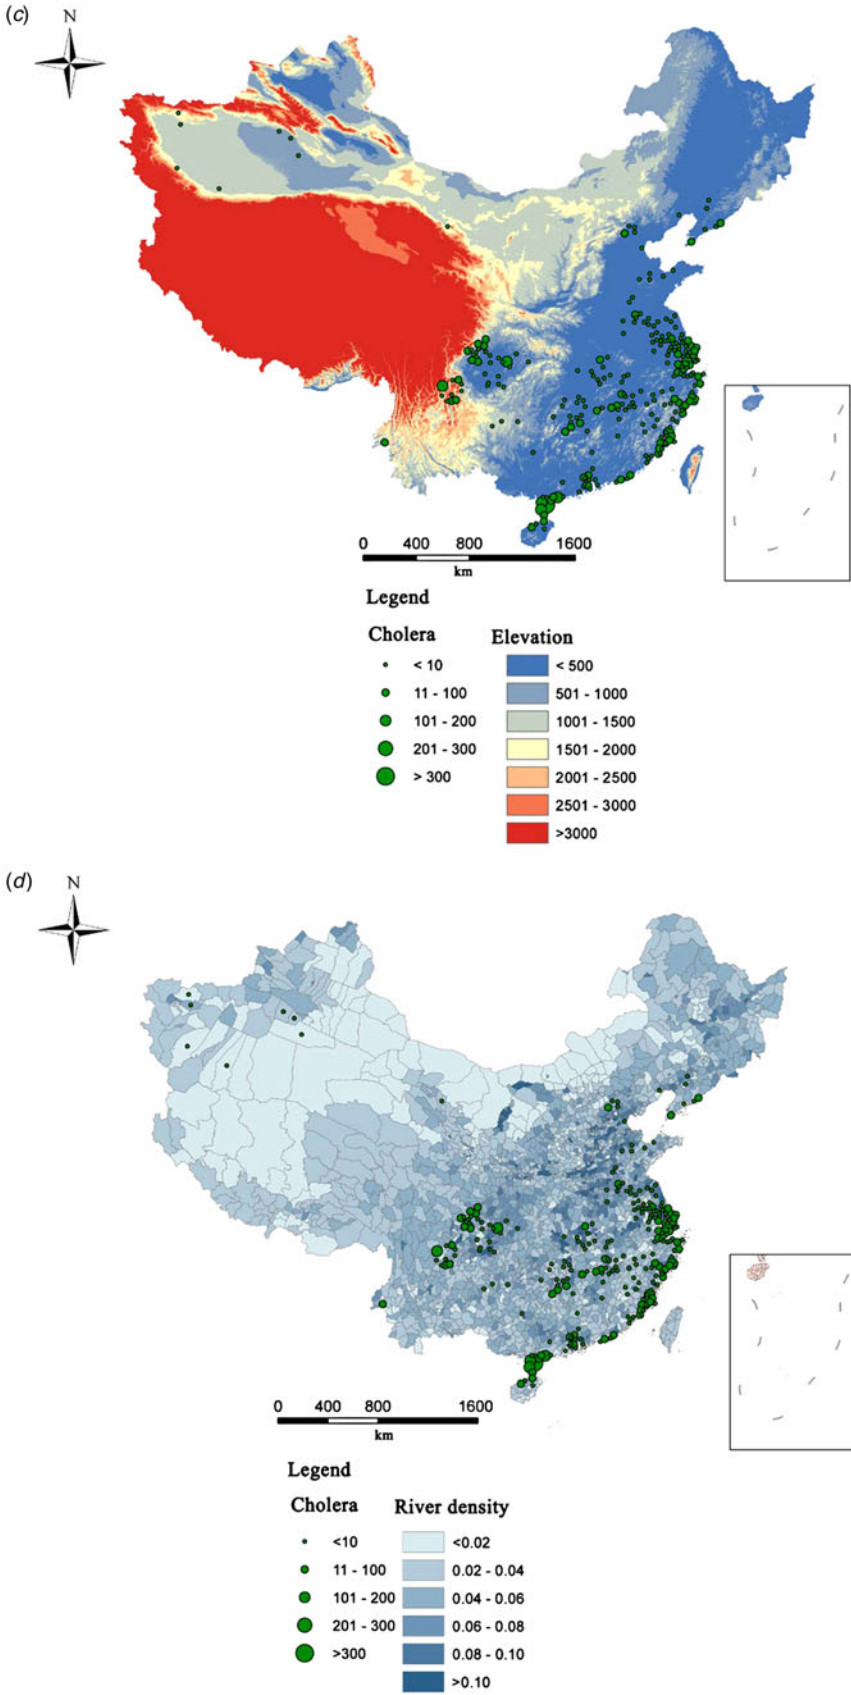 (c)
N
0 400 800 1600
km
Legend
Cholera
< 10
11 - 100
101 - 200
201 - 300
> 300
Elevation
< 500
501 - 1000
1001 - 1500
1501 - 2000
2001 - 2500
2501 - 3000
>3000
(d)
N
0 400 800 1600
km
Legend
Cholera
<10
11 - 100
101 - 200
201 - 300
>300
River density
<0.02
0.02 - 0.04
0.04 - 0.06
0.06 - 0.08
0.08 - 0.10
>0.10